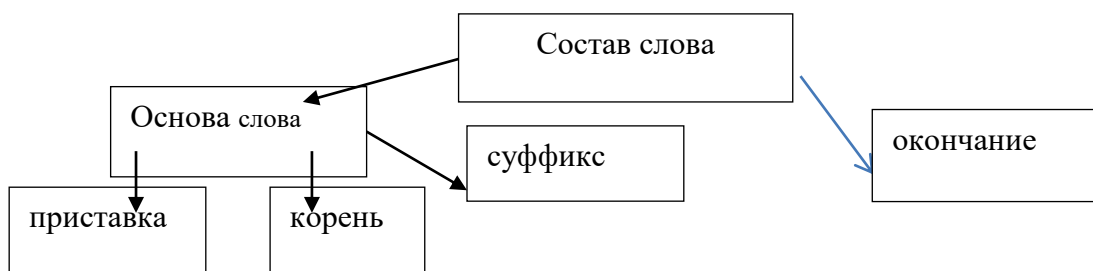 Состав слова
Основа слова
суффикс
окончание
приставка
корень